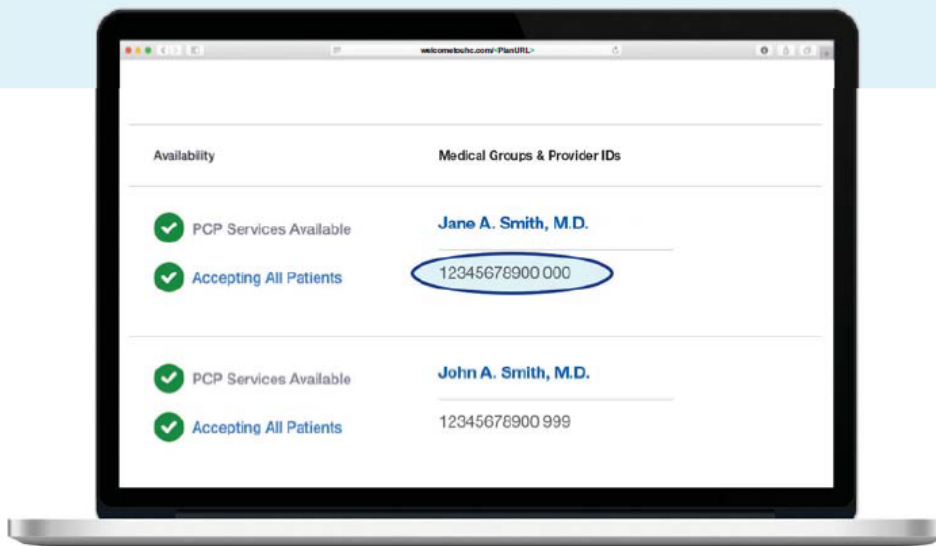 welcometouhc.com/<PlanURL>
Availability Medical Groups & Provider IDs
PCP Services Available Jane A. Smith, M.D.
Accepting All Patients 12345678900 000
PCP Services Available John A. Smith, M.D.
Accepting All Patients 12345678900 999